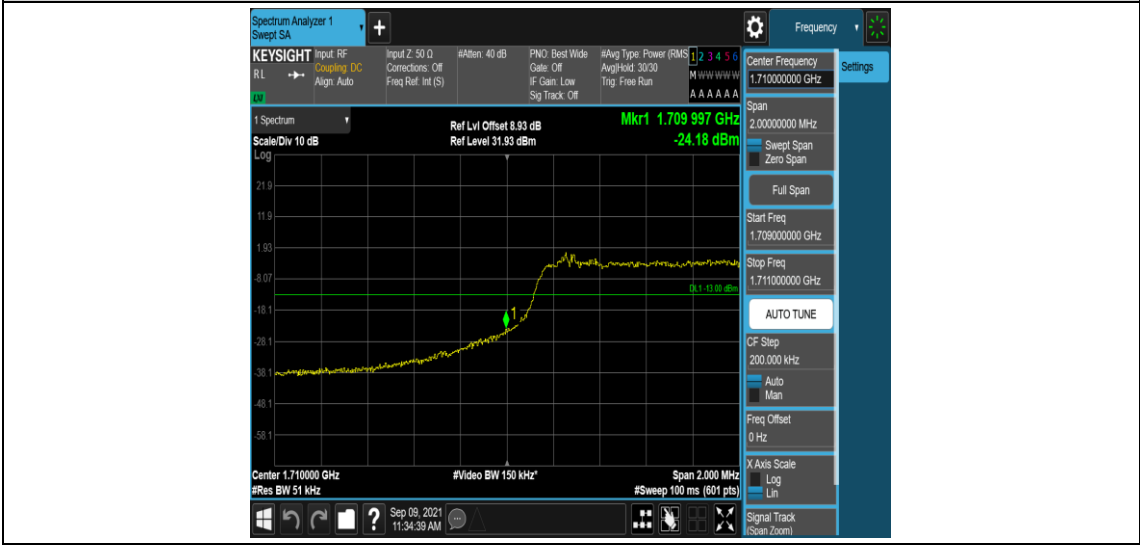 Spectrum Analyzer 1
Swept SA
+
Frequency
KEYSIGHT
RL
LXI
Input: RF
Coupling: DC
Align: Auto
Input Z: 50 Ω
Corrections: Off
Freq Ref: Int (S)
#Atten: 40 dB
PNO: Best Wide
Gate: Off
IF Gain: Low
Sig Track: Off
#Avg Type: Power (RMS
Avg|Hold: 30/30
Trig: Free Run
1 2 3 4 5 6
M W W W W W
A A A A A A
1 Spectrum
Scale/Div 10 dB
Log
Ref Lvl Offset 8.93 dB
Ref Level 31.93 dBm
Mkr1 1.709 997 GHz
-24.18 dBm
21.9
11.9
1.93
-8.07
-18.1
-28.1
-38.1
-48.1
-58.1
DL1 -13.00 dBm
1
Center 1.710000 GHz
#Res BW 51 kHz
#Video BW 150 kHz*
Span 2.000 MHz
#Sweep 100 ms (601 pts)
?
Sep 09, 2021
11:34:39 AM
Center Frequency
1.710000000 GHz
Span
2.00000000 MHz
Swept Span
Zero Span
Full Span
Start Freq
1.709000000 GHz
Stop Freq
1.711000000 GHz
AUTO TUNE
CF Step
200.000 kHz
Auto
Man
Freq Offset
0 Hz
X Axis Scale
Log
Lin
Signal Track
(Span Zoom)
Settings